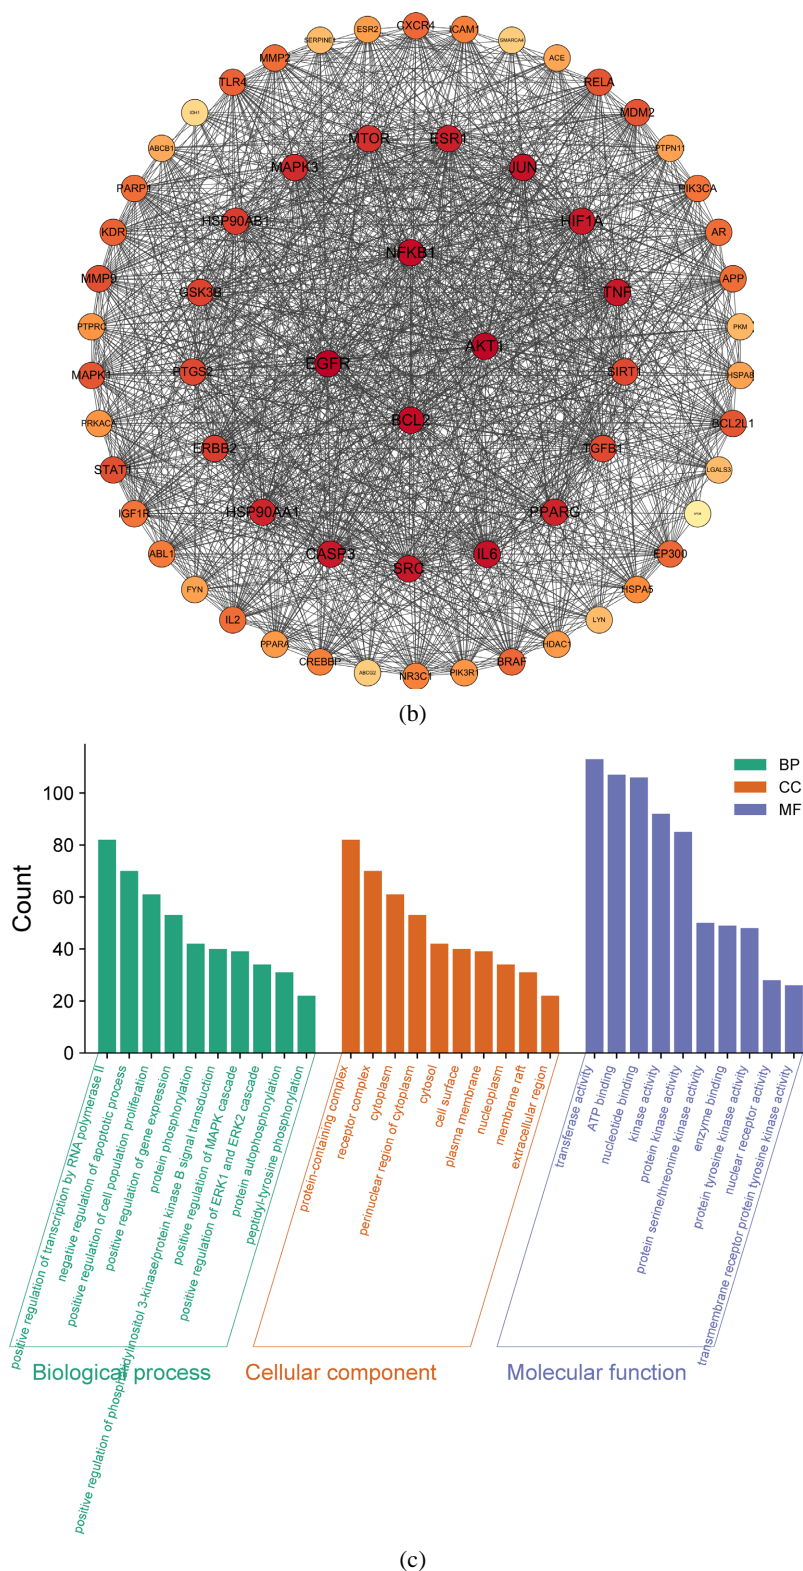 SERPINE1
ESR2
CXCR4
ICAM1
SMARCA4
MMP2
ACE
TLR4
RELA
IDH1
MDM2
MTOR
ESR1
ABCB1
PTPN11
MAPK3
JUN
PARP1
PIK3CA
HSP90AB1
HIF1A
KDR
AR
NFKB1
MMP9
APP
GSK3B
TNF
PTPRC
PKM
AKT1
EGFR
MAPK1
PTGS2
SIRT1
HSPA8
BCL2
PRKACA
BCL2L1
ERBB2
TGFB1
STAT1
LGALS3
IGF1R
HSP90AA1
PPARG
ABL1
CASP3
IL6
EP300
SRC
FYN
HSPA5
IL2
LYN
PPARA
HDAC1
CREBBP
BRAF
ABCG2
NR3C1
PIK3R1
(b)
BP
CC
MF
Count
100
80
60
40
20
0
positive regulation of transcription by RNA polymerase II
negative regulation of apoptotic process
positive regulation of cell population proliferation
positive regulation of gene expression
protein phosphorylation
positive regulation of phosphatidylinositol 3-kinase/protein kinase B signal transduction
positive regulation of MAPK cascade
positive regulation of ERK1 and ERK2 cascade
protein autophosphorylation
peptidyl-tyrosine phosphorylation
protein-containing complex
receptor complex
cytoplasm
perinuclear region of cytoplasm
cytosol
cell surface
plasma membrane
nucleoplasm
membrane raft
extracellular region
transferase activity
ATP binding
nucleotide binding
kinase activity
protein kinase activity
protein serine/threonine kinase activity
enzyme binding
protein tyrosine kinase activity
nuclear receptor activity
transmembrane receptor protein tyrosine kinase activity
Biological process
Cellular component
Molecular function
(c)